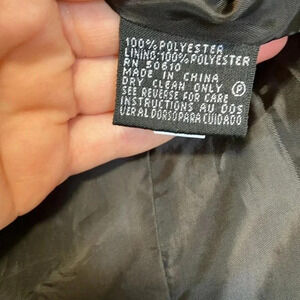 100% POLYESTER
LINING: 100% POLYESTER
RN 50810
MADE IN CHINA
DRY CLEAN ONLY Ⓟ
SEE REVERSE FOR CARE
INSTRUCTIONS AU DOS
VER AL DORSO PARA CUIDADO